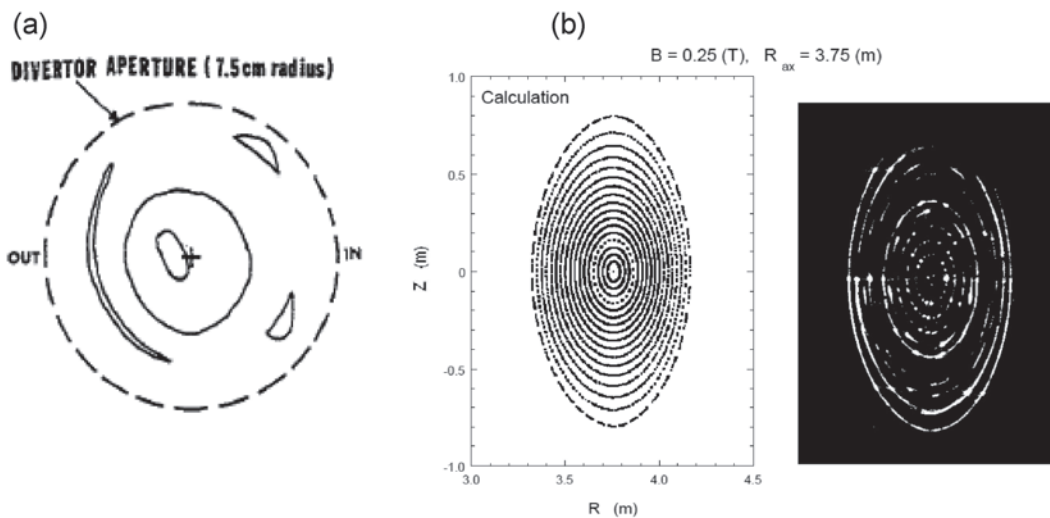 (a)
DIVERTOR APERTURE (7.5cm radius)
OUT
IN
(b)
B = 0.25 (T), R ax = 3.75 (m)
Calculation
1.0
0.5
0
-0.5
-1.0
Z (m)
3.0 3.5 4.0 4.5
R (m)